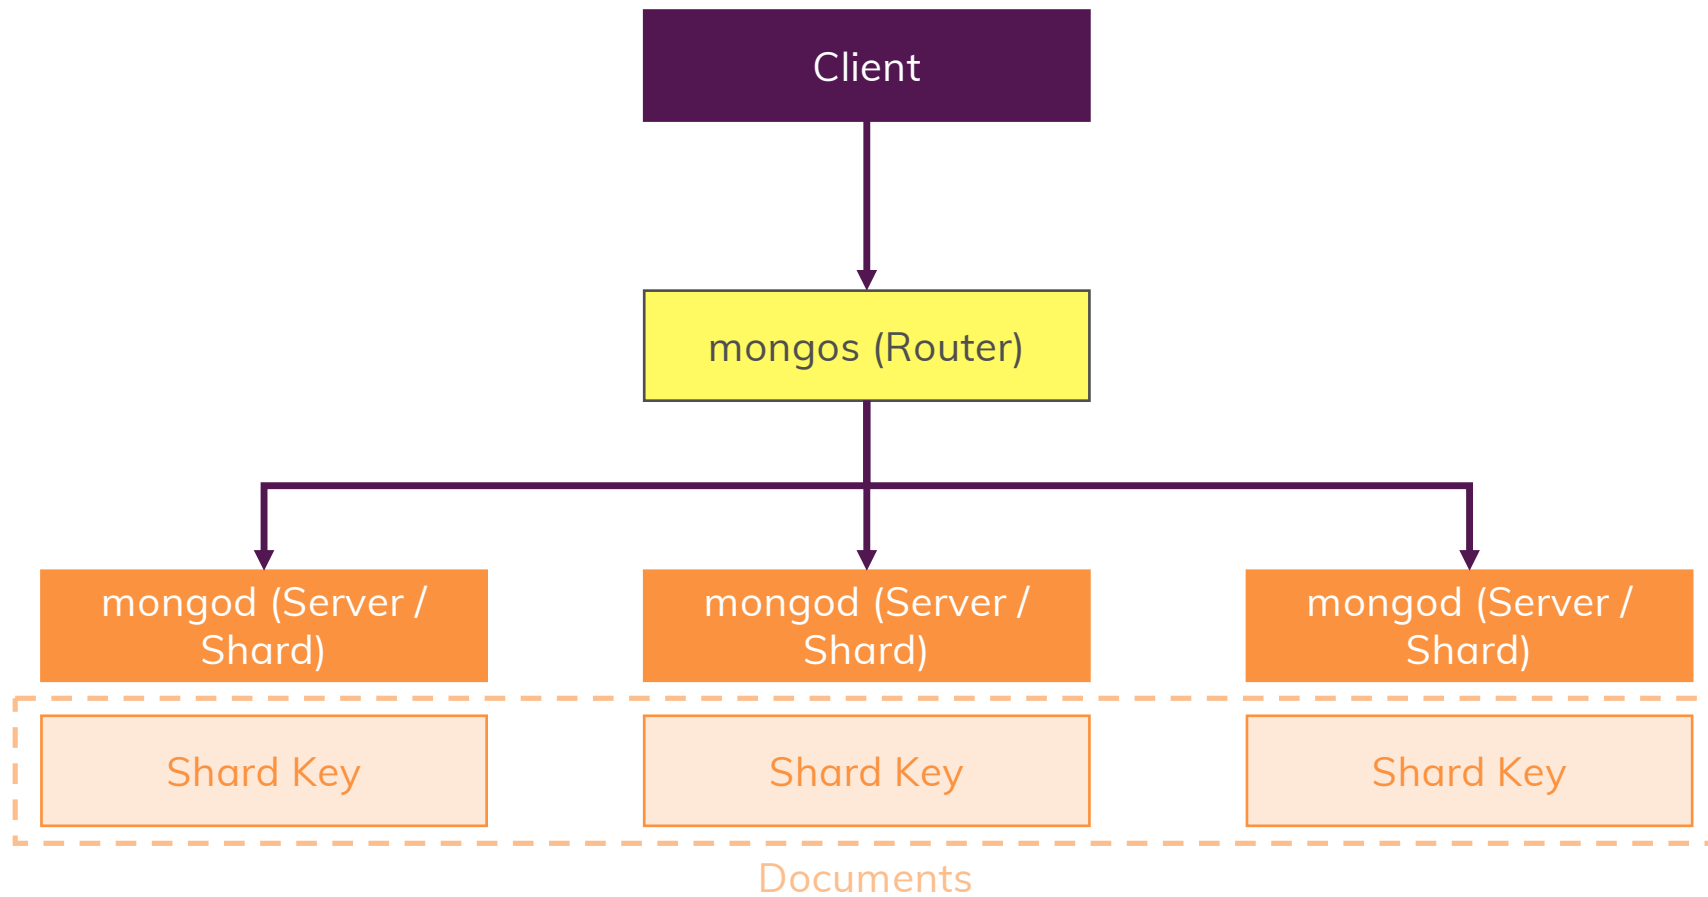 Client
mongos (Router)
mongod (Server /
Shard)
mongod (Server /
Shard)
mongod (Server /
Shard)
Shard Key
Shard Key
Shard Key
Documents